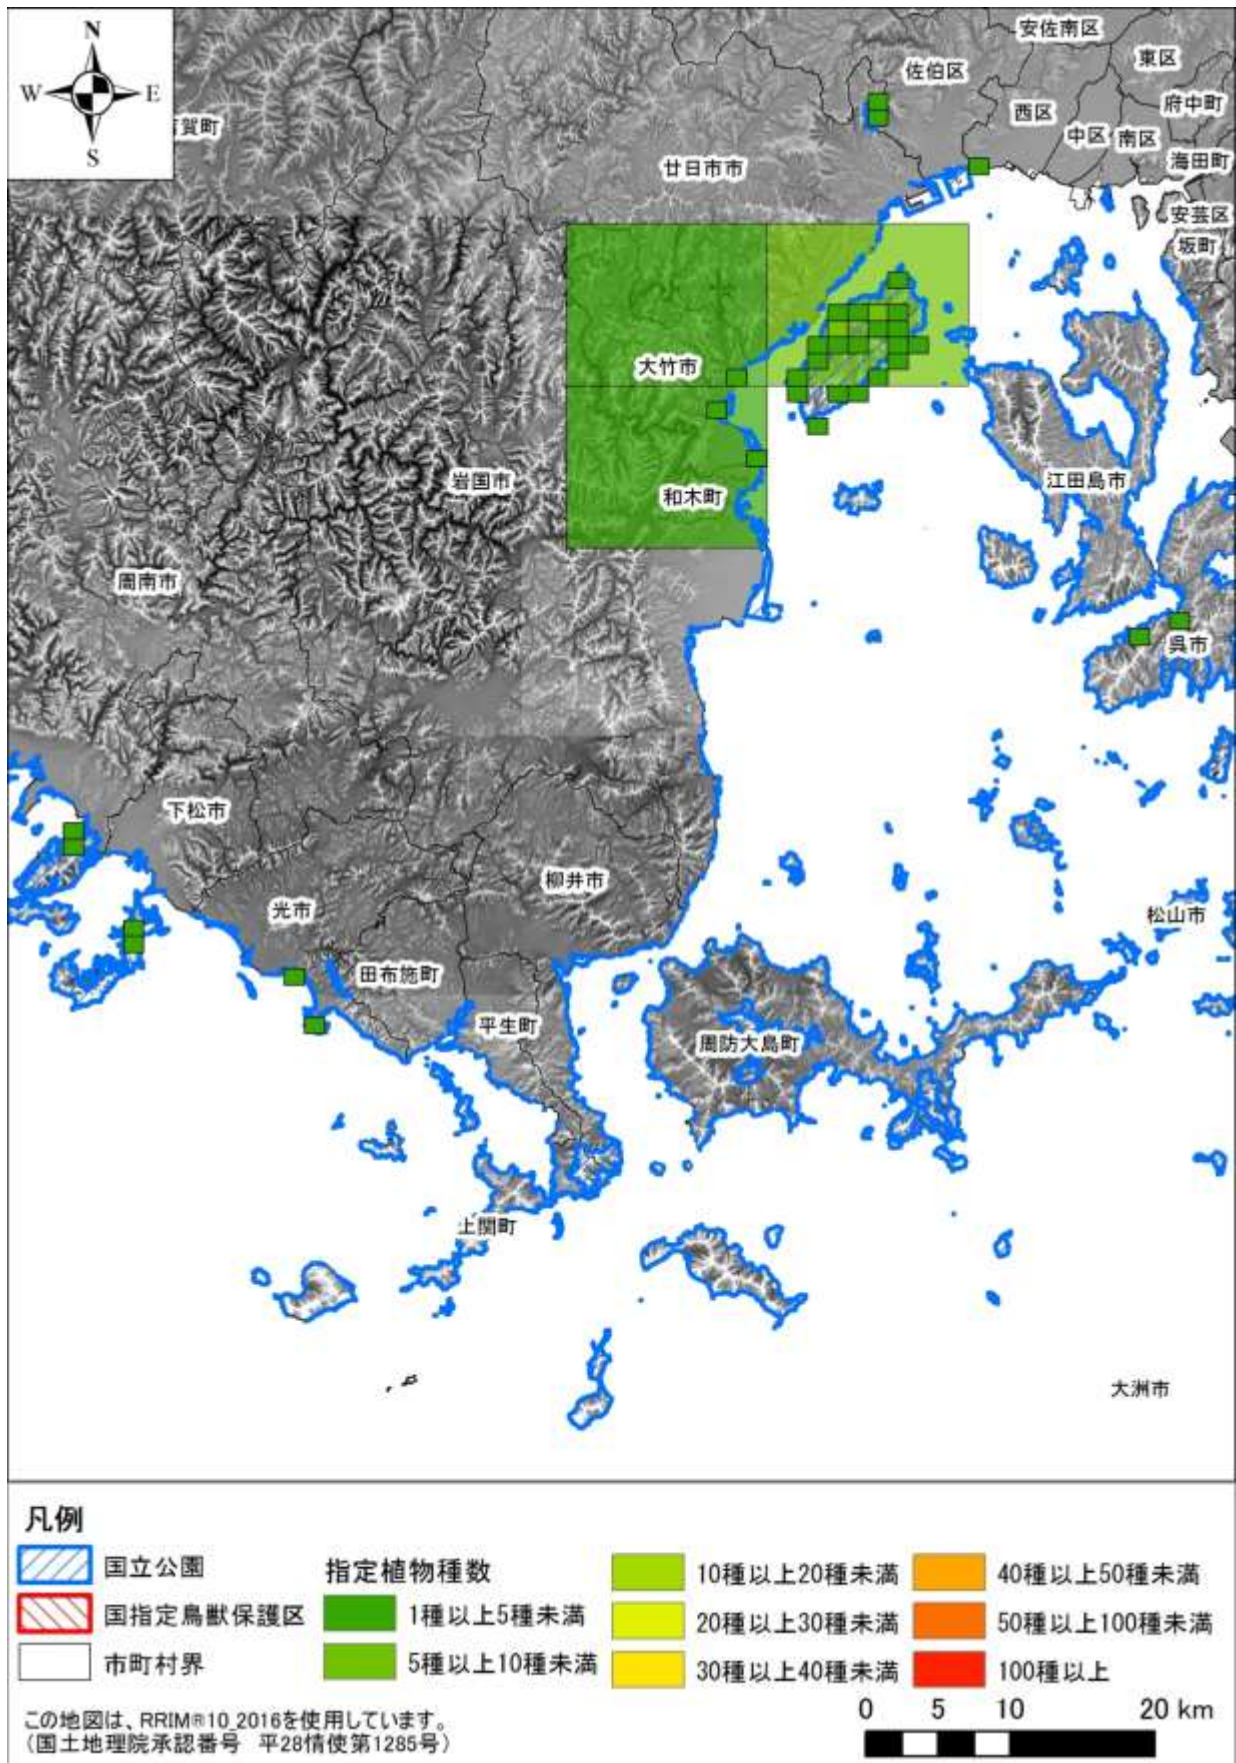 N
W E
S
安佐南区
東区
佐伯区
府中町
西区
賀町
中区
南区
海田町
廿日市市
安芸区
坂町
大竹市
岩国市
江田島市
和木町
周南市
呉市
下松市
柳井市
光市
松山市
田布施町
平生町
周防大島町
上関町
大洲市
凡例
国立公園
国指定鳥獣保護区
市町村界
指定植物種数
1種以上5種未満
5種以上10種未満
10種以上20種未満
20種以上30種未満
30種以上40種未満
40種以上50種未満
50種以上100種未満
100種以上
この地図は、RRIM®10_2016を使用しています。
（国土地理院承認番号 平28情使第1285号）
0 5 10 20 km